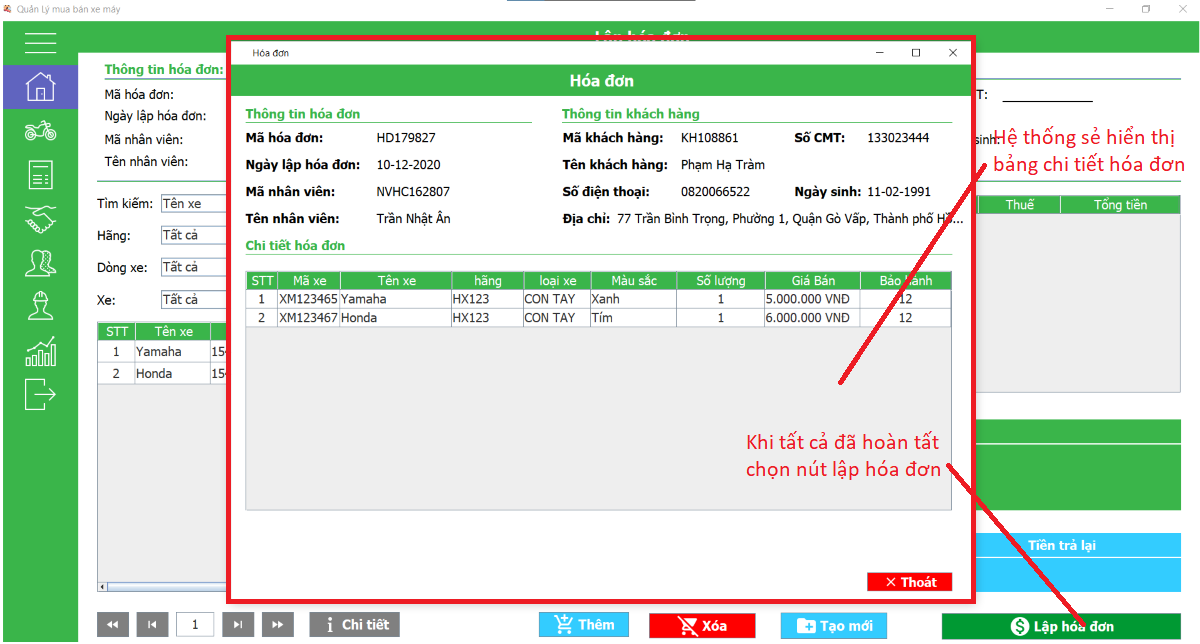 Quản Lý mua bán xe máy
Lập hóa đơn
Thông tin hóa đơn:
Mã hóa đơn:
Ngày lập hóa đơn:
Mã nhân viên:
Tên nhân viên:
Tìm kiếm: Tên xe
Hãng: Tất cả
Dòng xe: Tất cả
Xe: Tất cả
STT Tên xe
1 Yamaha 154
2 Honda 154
Hóa đơn
Hóa đơn
Thông tin hóa đơn
Mã hóa đơn: HD179827
Ngày lập hóa đơn: 10-12-2020
Mã nhân viên: NVHC162807
Tên nhân viên: Trần Nhật Ân
Thông tin khách hàng
Mã khách hàng: KH108861 Số CMT: 133023444
Tên khách hàng: Phạm Hạ Tràm
Số điện thoại: 0820066522 Ngày sinh: 11-02-1991
Địa chỉ: 77 Trần Bình Trọng, Phường 1, Quận Gò Vấp, Thành phố Hồ...
Chi tiết hóa đơn
STT Mã xe Tên xe hãng loại xe Màu sắc Số lượng Giá Bán Bảo hành
1 XM123465 Yamaha HX123 CON TAY Xanh 1 5.000.000 VNĐ 12
2 XM123467 Honda HX123 CON TAY Tím 1 6.000.000 VNĐ 12
Thoát
T:
sinh:
Hệ thống sẻ hiển thị
bảng chi tiết hóa đơn
Thuế Tổng tiền
Khi tất cả đã hoàn tất
chọn nút lập hóa đơn
Tiền trả lại
1 Chi tiết Thêm Xóa Tạo mới Lập hóa đơn